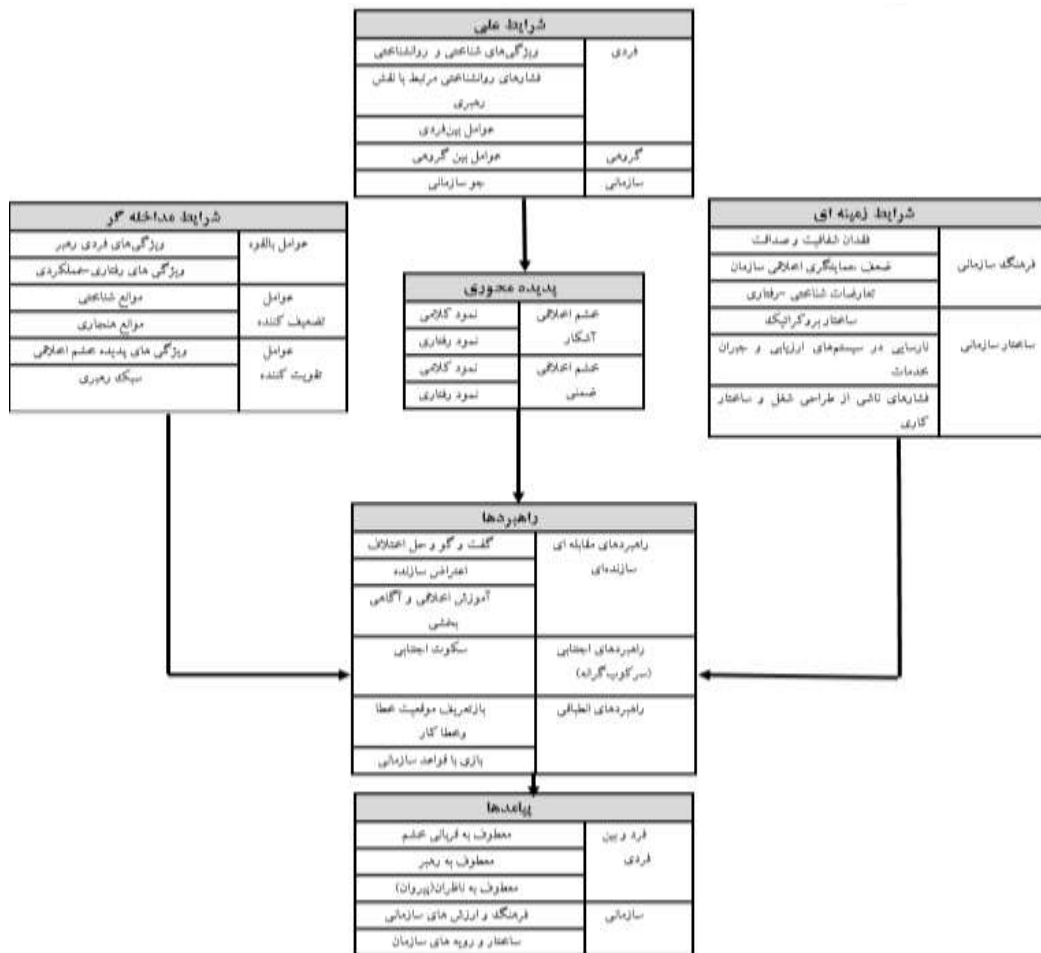 شرایط علی
فردی
ویژگی‌های شناختی و روانشناختی
فشارهای روانشناختی مرتبط با نقش
رهبری
عوامل بین‌فردی
گروهی
عوامل بین گروهی
سازمانی
جو سازمانی
شرایط زمینه ای
فرهنگ سازمانی
فقدان شفافیت و صداقت
ضعف حمایتگری اخلاقی سازمان
تعارضات شناختی -رفتاری
ساختار سازمانی
ساختار بروکراتیک
نارسایی در سیستم‌های ارزیابی و جبران
خدمات
فشارهای ناشی از طراحی شغل و ساختار
کاری
پدیده محوری
خشم اخلاقی
آشکار
نمود کلامی
نمود رفتاری
خشم اخلاقی
ضمنی
نمود کلامی
نمود رفتاری
شرایط مداخله گر
عوامل بالقوه
ویژگی‌های فردی رهبر
ویژگی های رفتاری-عملکردی
عوامل
تضعیف کننده
موانع شناختی
موانع هنجاری
عوامل
تقویت کننده
ویژگی های پدیده خشم اخلاقی
سبک رهبری
راهبردها
راهبردهای مقابله ای
سازنده‌ای
گفت و گو و حل اختلاف
اعتراض سازنده
آموزش اخلاقی و آگاهی
بخشی
راهبردهای اجتنابی
(سرکوب‌گرانه)
سکوت اجتنابی
راهبردهای انطباقی
بازتعریف موقعیت خطا
وخطا کار
بازی با قواعد سازمانی
پیامدها
فرد و بین
فردی
معطوف به قربانی خشم
معطوف به رهبر
معطوف به ناظران(پیروان)
سازمانی
فرهنگ و ارزش های سازمانی
ساختار و رویه های سازمان